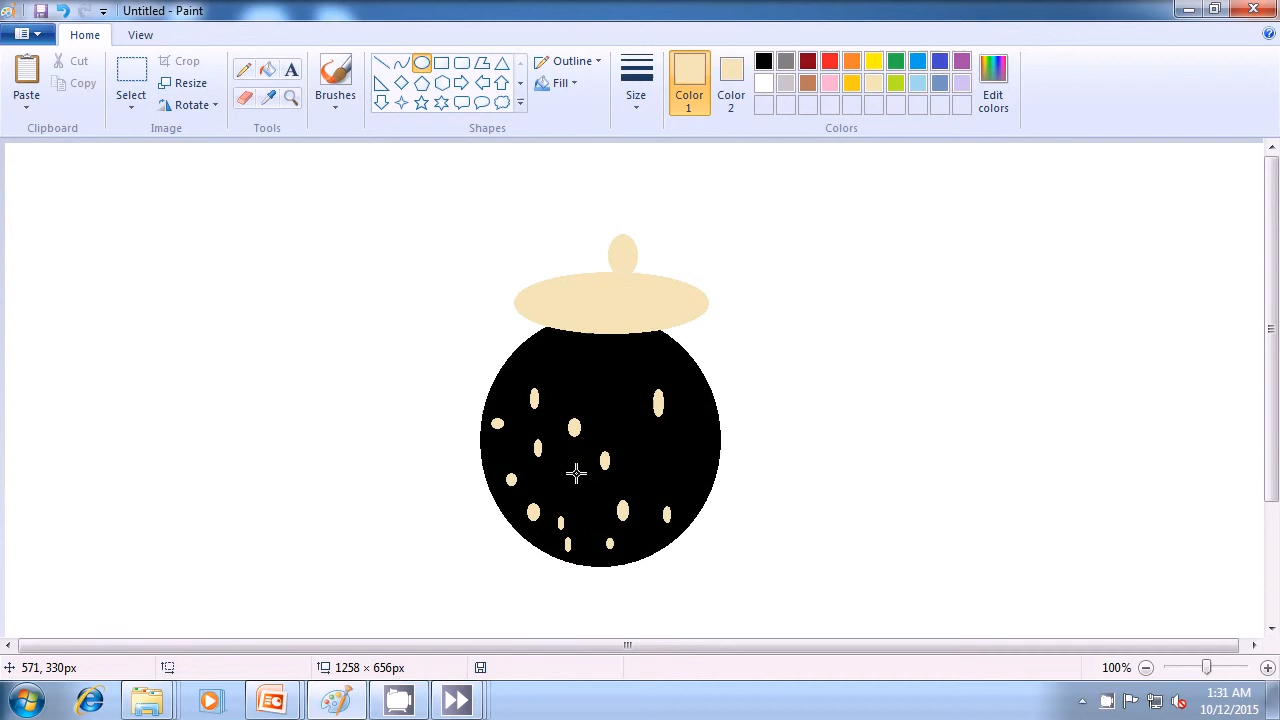 Untitled - Paint
Home
View
Paste
Cut
Copy
Clipboard
Select
Crop
Resize
Rotate
Image
A
Tools
Brushes
Shapes
Outline
Fill
Size
Color 1
Color 2
Edit colors
Colors
571, 330px
1258 × 656px
100%
1:31 AM
10/12/2015